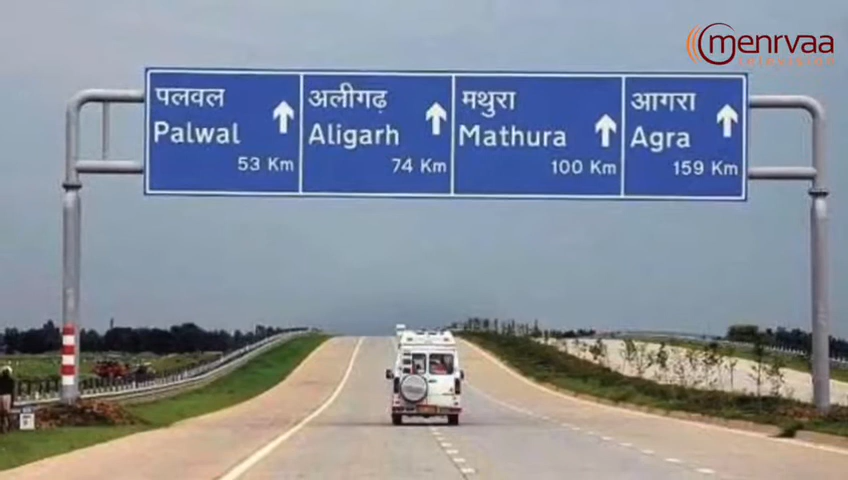 menrvaa
पलवल
Palwal
53 Km
अलीगढ़
Aligarh
74 Km
मथुरा
Mathura
100 Km
आगरा
Agra
159 Km